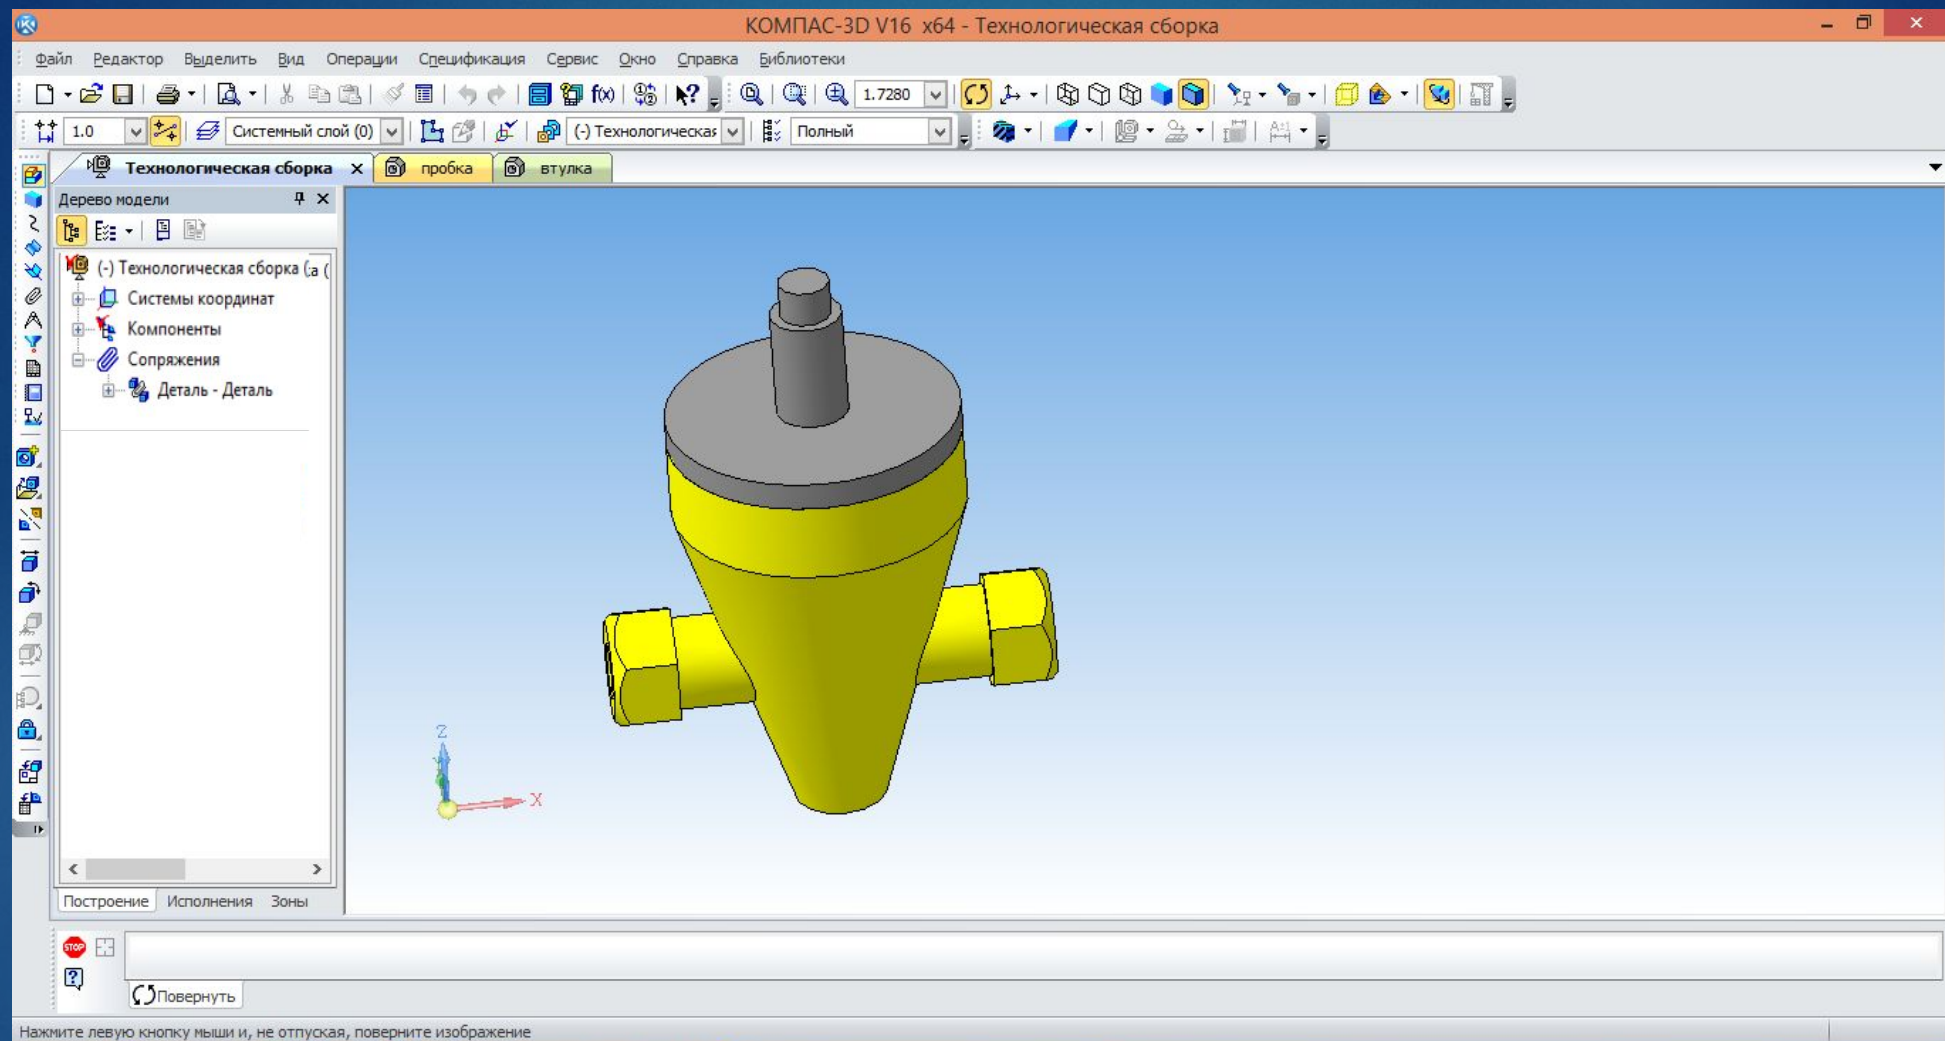 КОМПАС-3D V16 x64 - Технологическая сборка
Файл Редактор Выделить Вид Операции Спецификация Сервис Окно Справка Библиотеки
f(x) 1.7280
1.0 Системный слой (0) (-) Технологическая Полный
Технологическая сборка пробка втулка
Дерево модели
(-) Технологическая сборка (
Системы координат
Компоненты
Сопряжения
Деталь - Деталь
Z
X
Построение Исполнения Зоны
STOP
Повернуть
Нажмите левую кнопку мыши и, не отпуская, поверните изображение